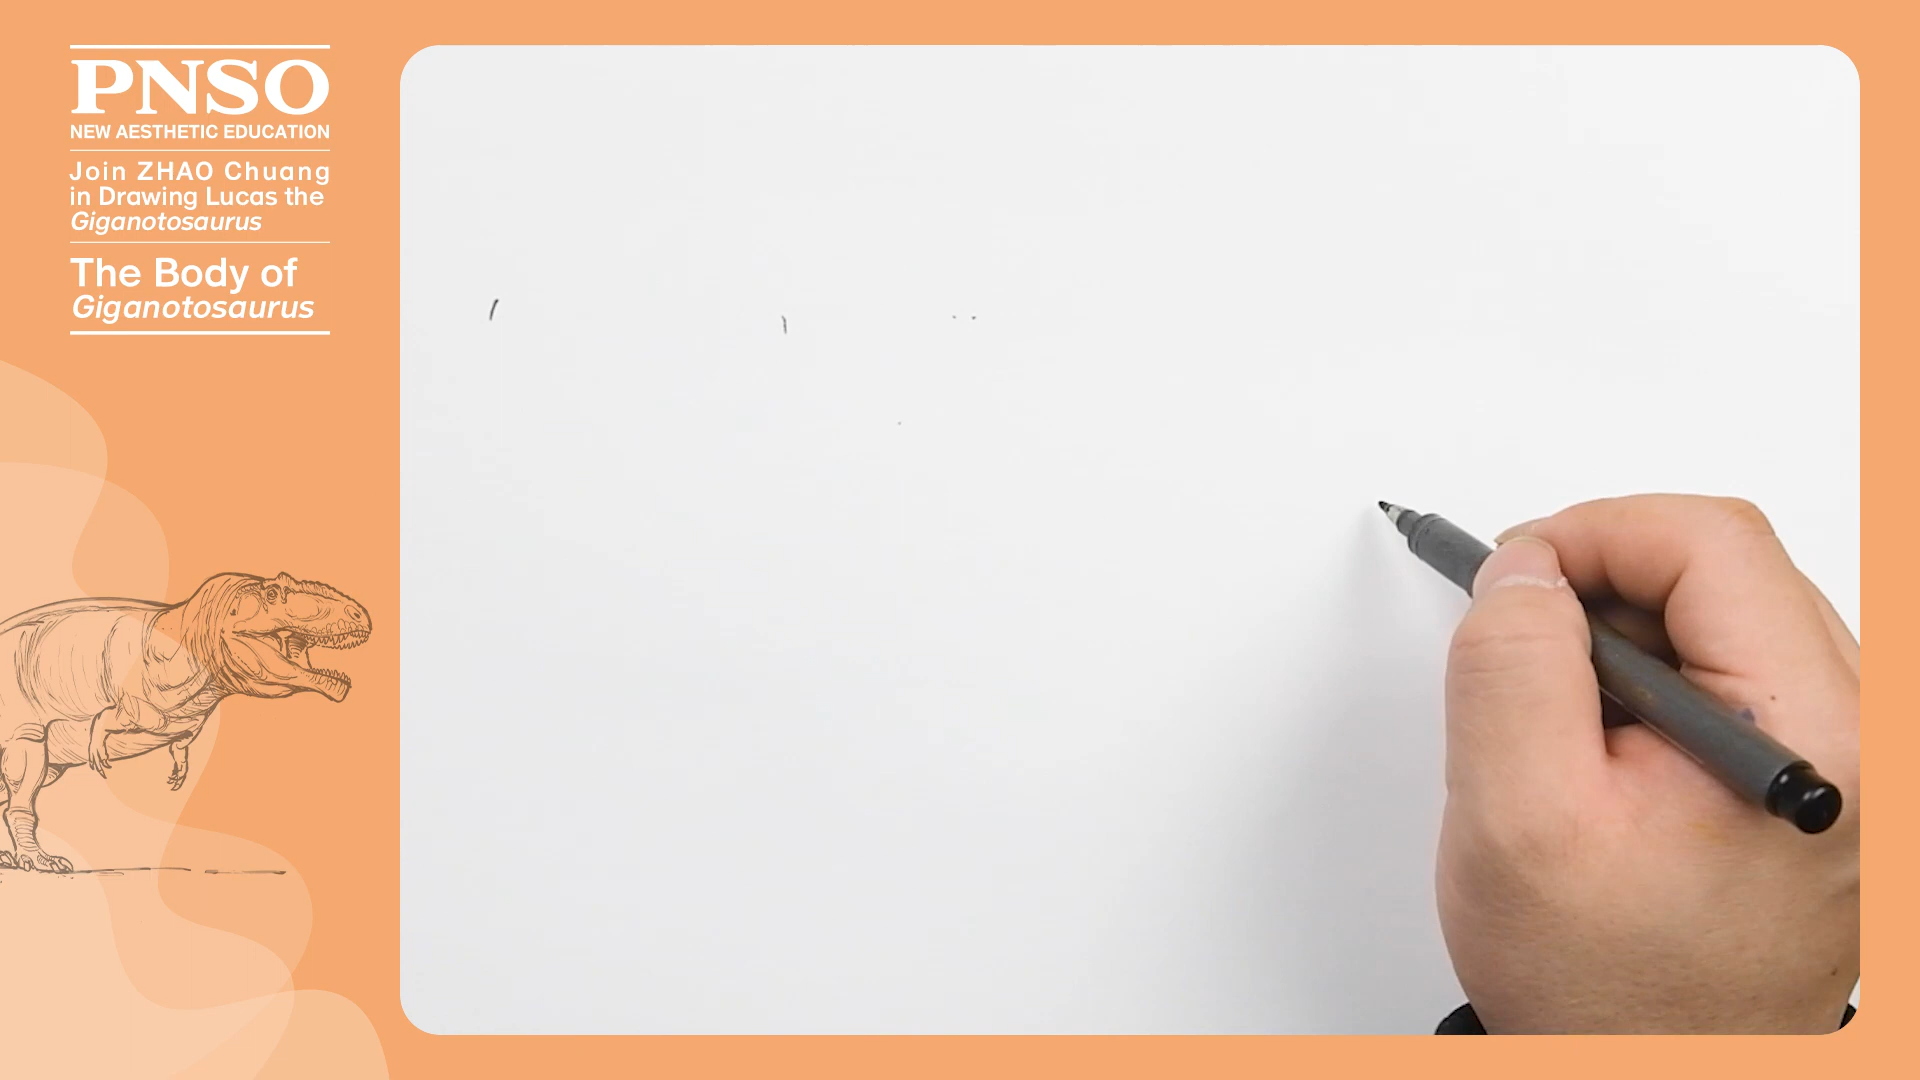 PNSO
NEW AESTHETIC EDUCATION
Join ZHAO Chuang
in Drawing Lucas the
Giganotosaurus
The Body of
Giganotosaurus